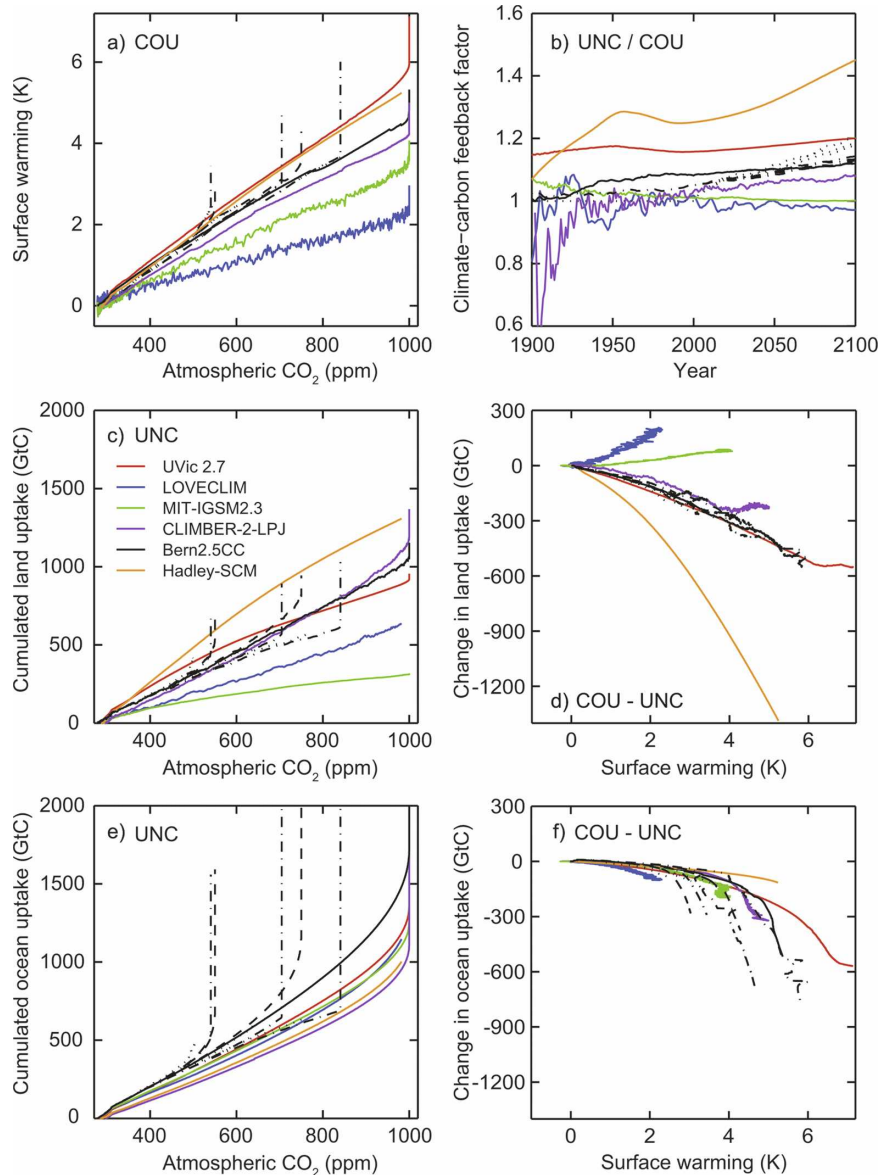 a) COU
Surface warming (K)
6
4
2
0
400 600 800 1000
Atmospheric CO2 (ppm)
b) UNC / COU
Climate−carbon feedback factor
1.6
1.4
1.2
1
0.8
0.6
1900 1950 2000 2050 2100
Year
c) UNC
Cumulated land uptake (GtC)
2000
1500
1000
500
0
UVic 2.7
LOVECLIM
MIT-IGSM2.3
CLIMBER-2-LPJ
Bern2.5CC
Hadley-SCM
400 600 800 1000
Atmospheric CO2 (ppm)
Change in land uptake (GtC)
300
0
-300
-600
-900
-1200
d) COU - UNC
0 2 4 6
Surface warming (K)
e) UNC
Cumulated ocean uptake (GtC)
2000
1500
1000
500
0
400 600 800 1000
Atmospheric CO2 (ppm)
f) COU - UNC
Change in ocean uptake (GtC)
300
0
-300
-600
-900
-1200
0 2 4 6
Surface warming (K)